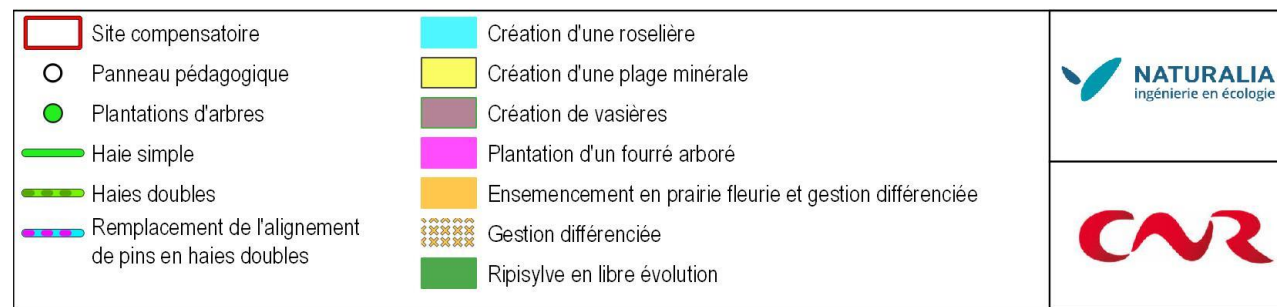 Site compensatoire
Panneau pédagogique
Plantations d'arbres
Haie simple
Haies doubles
Remplacement de l'alignement
de pins en haies doubles
Création d'une roselière
Création d'une plage minérale
Création de vasières
Plantation d'un fourré arboré
Ensemencement en prairie fleurie et gestion différenciée
Gestion différenciée
Ripisylve en libre évolution
NATURALIA
ingénierie en écologie
CNR